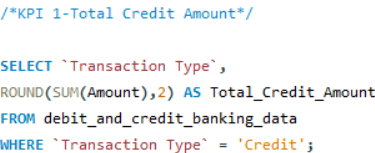 /*KPI 1-Total Credit Amount*/
SELECT `Transaction Type`,
ROUND(SUM(Amount),2) AS Total_Credit_Amount
FROM debit_and_credit_banking_data
WHERE `Transaction Type` = 'Credit';